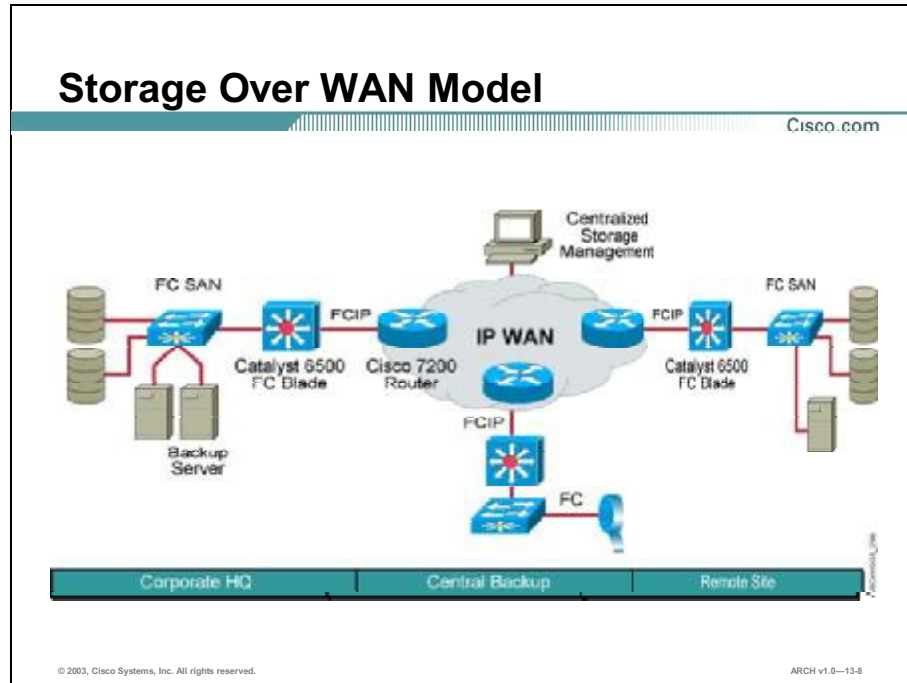 Storage Over WAN Model
Cisco.com
Centralized
Storage
Management
FC SAN
FCIP
IP WAN
FCIP
FC SAN
Catalyst 6500
FC Blade
Cisco 7200
Router
Catalyst 6500
FC Blade
FCIP
Backup
Server
FC
Corporate HQ
Central Backup
Remote Site
© 2003, Cisco Systems, Inc. All rights reserved.
ARCH v1.0—13-8